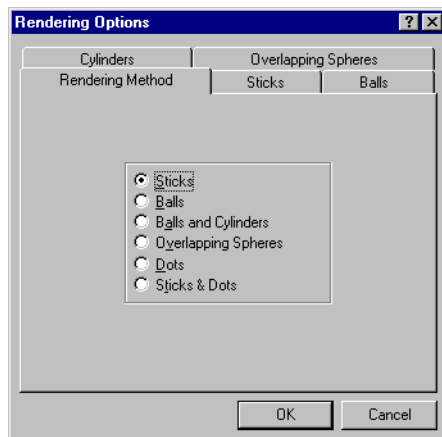 Rendering Options
Cylinders Overlapping Spheres
Rendering Method Sticks Balls
Sticks
Balls
Balls and Cylinders
Overlapping Spheres
Dots
Sticks & Dots
OK Cancel